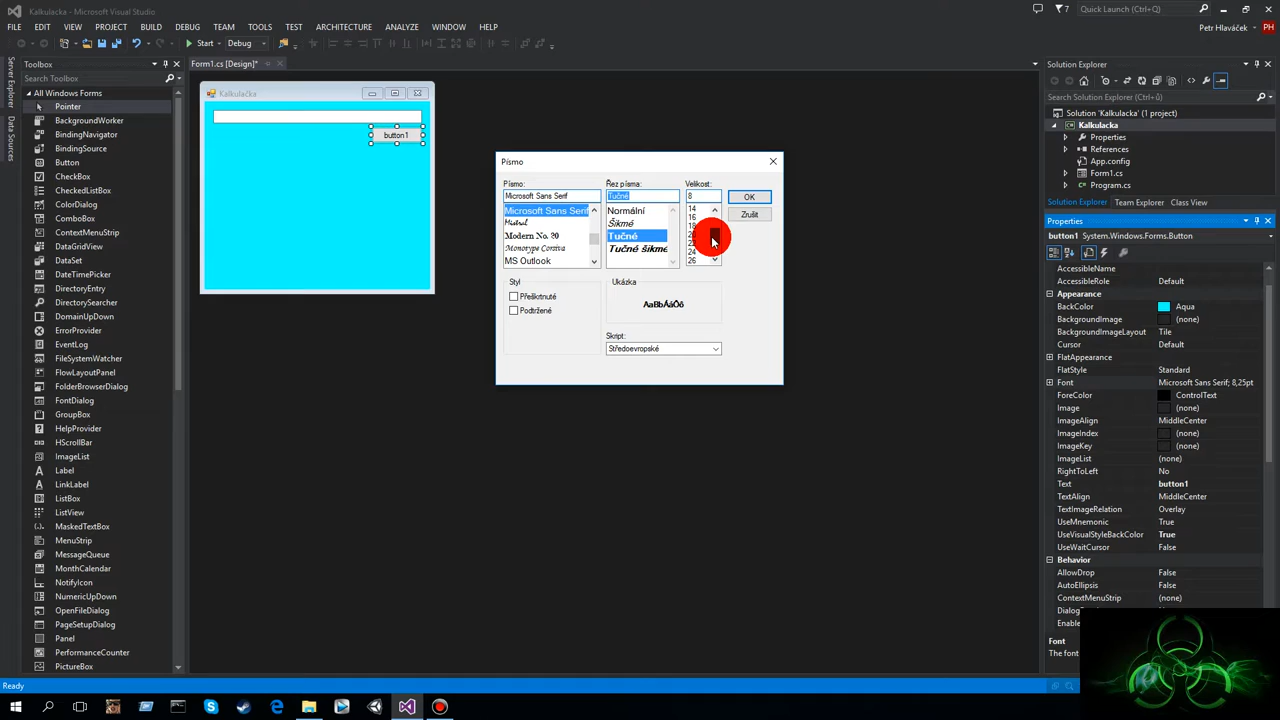 Kalkulacka - Microsoft Visual Studio
7
Quick Launch (Ctrl+Q)
FILE EDIT VIEW PROJECT BUILD DEBUG TEAM TOOLS TEST ARCHITECTURE ANALYZE WINDOW HELP
Petr Hlaváček PH
Start Debug
Server Explorer
Data Sources
Toolbox
Search Toolbox
All Windows Forms
Pointer
BackgroundWorker
BindingNavigator
BindingSource
Button
CheckBox
CheckedListBox
ColorDialog
ComboBox
ContextMenuStrip
DataGridView
DataSet
DateTimePicker
DirectoryEntry
DirectorySearcher
DomainUpDown
ErrorProvider
EventLog
FileSystemWatcher
FlowLayoutPanel
FolderBrowserDialog
FontDialog
GroupBox
HelpProvider
HScrollBar
ImageList
Label
LinkLabel
ListBox
ListView
MaskedTextBox
MenuStrip
MessageQueue
MonthCalendar
NotifyIcon
NumericUpDown
OpenFileDialog
PageSetupDialog
Panel
PerformanceCounter
PictureBox
Form1.cs [Design]*
Kalkulačka
button1
Písmo
Písmo:
Microsoft Sans Serif
Microsoft Sans Serif
Mistral
Modern No. 20
Monotype Corsiva
MS Outlook
Řez písma:
Tučné
Normální
Šikmé
Tučné
Tučné šikmé
Velikost:
8
14
16
18
24
26
OK
Zrušit
Styl
Přeškrtnuté
Podtržené
Ukázka
AaBbÁáÔô
Skript:
Středoevropské
Solution Explorer
Search Solution Explorer (Ctrl+ů)
Solution 'Kalkulacka' (1 project)
Kalkulacka
Properties
References
App.config
Form1.cs
Program.cs
Solution Explorer Team Explorer Class View
Properties
button1 System.Windows.Forms.Button
AccessibleName
AccessibleRole Default
Appearance
BackColor Aqua
BackgroundImage (none)
BackgroundImageLayout Tile
Cursor Default
FlatAppearance
FlatStyle Standard
Font Microsoft Sans Serif; 8,25pt
ForeColor ControlText
Image (none)
ImageAlign MiddleCenter
ImageIndex (none)
ImageKey (none)
ImageList (none)
RightToLeft No
Text button1
TextAlign MiddleCenter
TextImageRelation Overlay
UseMnemonic True
UseVisualStyleBackColor True
UseWaitCursor False
Behavior
AllowDrop False
AutoEllipsis False
ContextMenuStrip (none)
Font
Ready